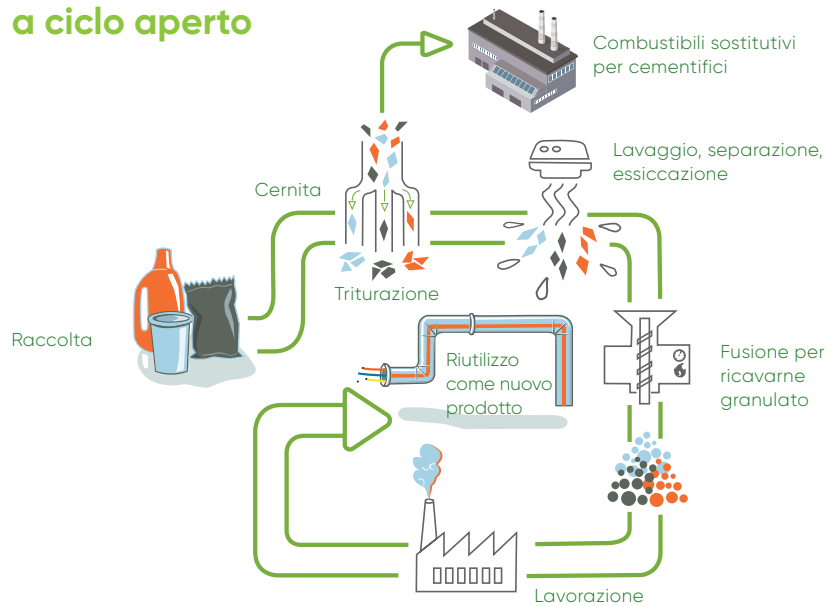 a ciclo aperto
Combustibili sostitutivi
per cementifici
Lavaggio, separazione,
essiccazione
Cernita
Triturazione
Raccolta
Riutilizzo
come nuovo
prodotto
Fusione per
ricavarne
granulato
Lavorazione